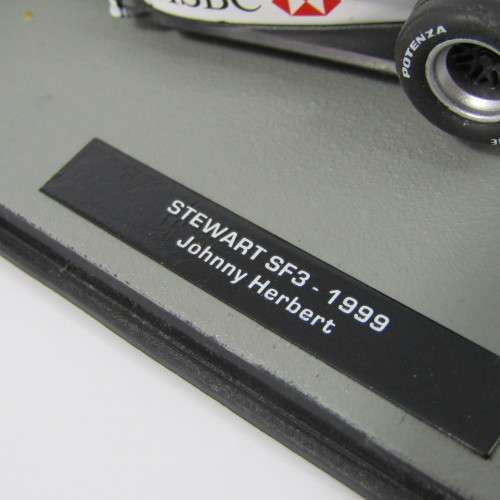 HSBC
POTENZA
STEWART SF3 - 1999
Johnny Herbert